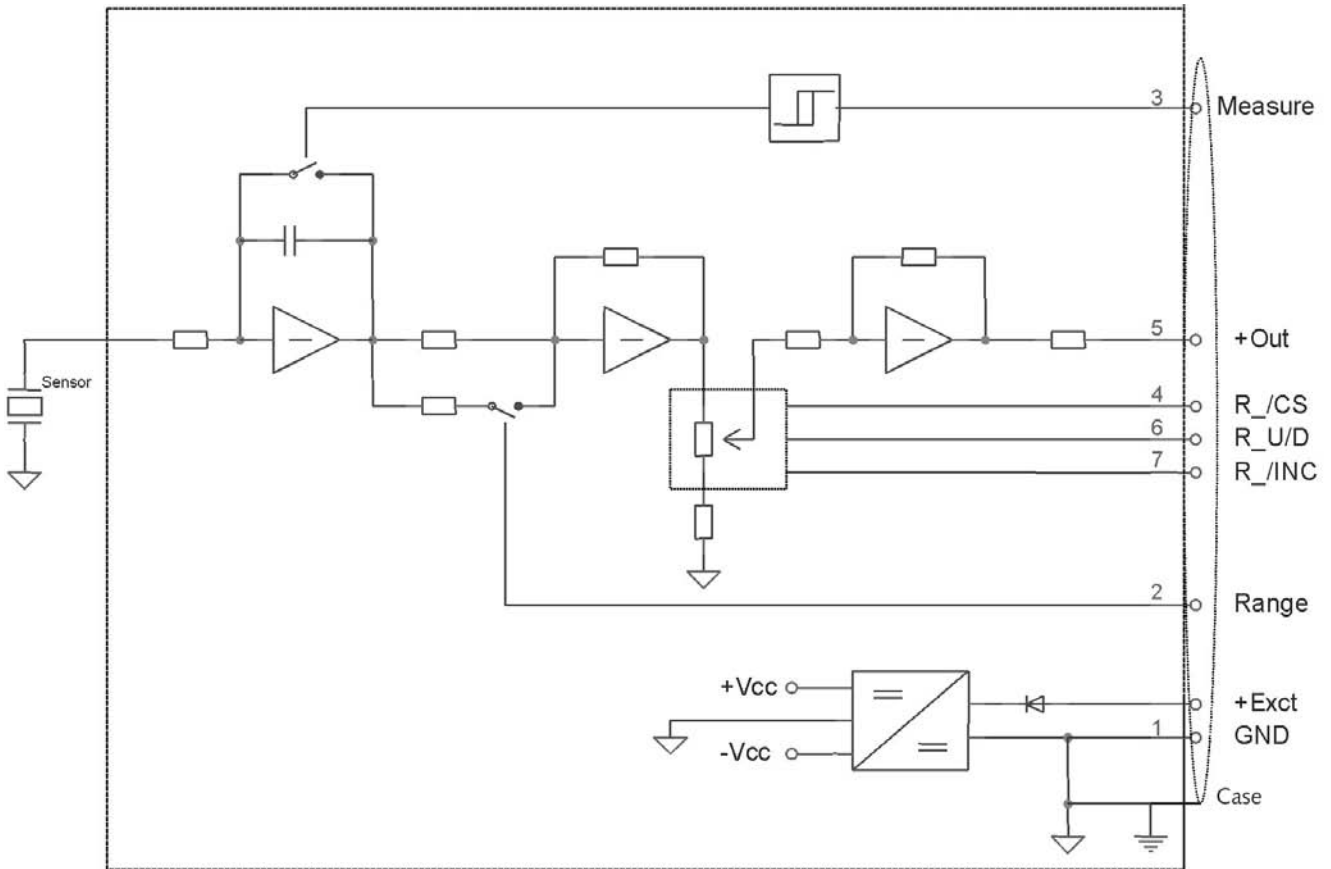 3 Measure
Sensor
5 +Out
4 R_/CS
6 R_U/D
7 R_/INC
2 Range
+Vcc
+Exct
1 GND
-Vcc
Case